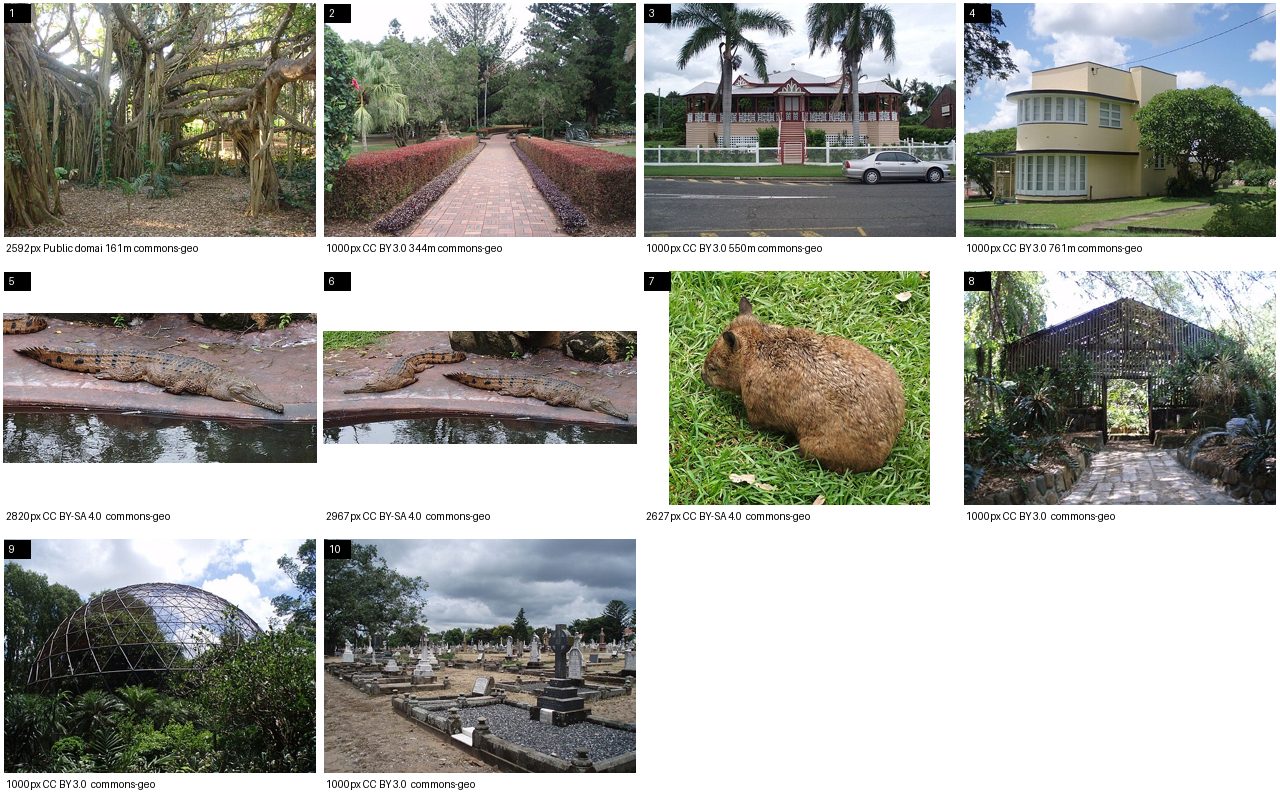 1
2
3
4
2592px Public domai 161m commons-geo
1000px CC BY 3.0 344m commons-geo
1000px CC BY 3.0 550m commons-geo
1000px CC BY 3.0 761m commons-geo
5
6
7
8
2820px CC BY-SA 4.0 commons-geo
2967px CC BY-SA 4.0 commons-geo
2627px CC BY-SA 4.0 commons-geo
1000px CC BY 3.0 commons-geo
9
10
1000px CC BY 3.0 commons-geo
1000px CC BY 3.0 commons-geo